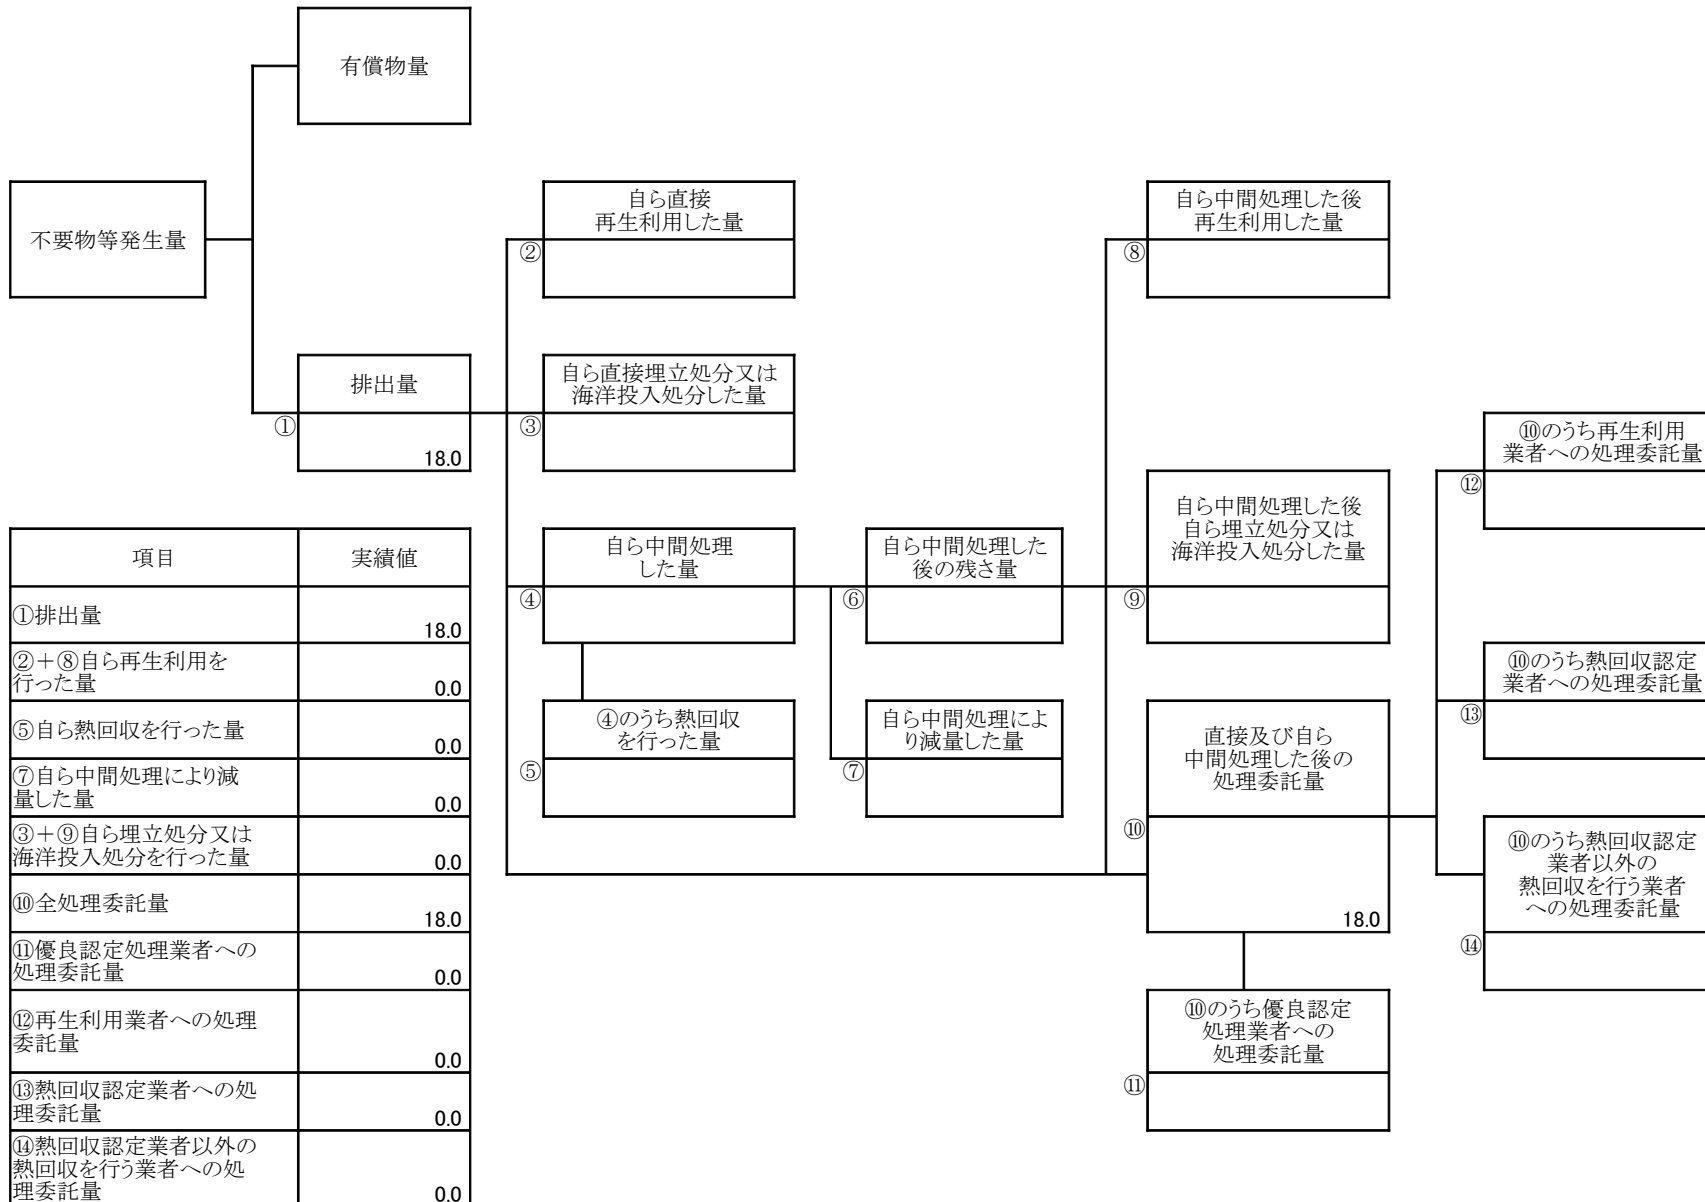 有償物量
不要物等発生量
自ら直接
再生利用した量
②
自ら中間処理した後
再生利用した量
⑧
排出量
①
18.0
自ら直接埋立処分又は
海洋投入処分した量
③
⑩のうち再生利用
業者への処理委託量
⑫
自ら中間処理した後
自ら埋立処分又は
海洋投入処分した量
⑨
自ら中間処理
した量
④
自ら中間処理した
後の残さ量
⑥
⑩のうち熱回収認定
業者への処理委託量
⑬
④のうち熱回収
を行った量
⑤
自ら中間処理によ
り減量した量
⑦
直接及び自ら
中間処理した後の
処理委託量
⑩
18.0
⑩のうち熱回収認定
業者以外の
熱回収を行う業者
への処理委託量
⑭
⑩のうち優良認定
処理業者への
処理委託量
⑪
項目 実績値
①排出量 18.0
②+⑧自ら再生利用を
行った量 0.0
⑤自ら熱回収を行った量 0.0
⑦自ら中間処理により減
量した量 0.0
③+⑨自ら埋立処分又は
海洋投入処分を行った量 0.0
⑩全処理委託量 18.0
⑪優良認定処理業者への
処理委託量 0.0
⑫再生利用業者への処理
委託量 0.0
⑬熱回収認定業者への処
理委託量 0.0
⑭熱回収認定業者以外の
熱回収を行う業者への処
理委託量 0.0